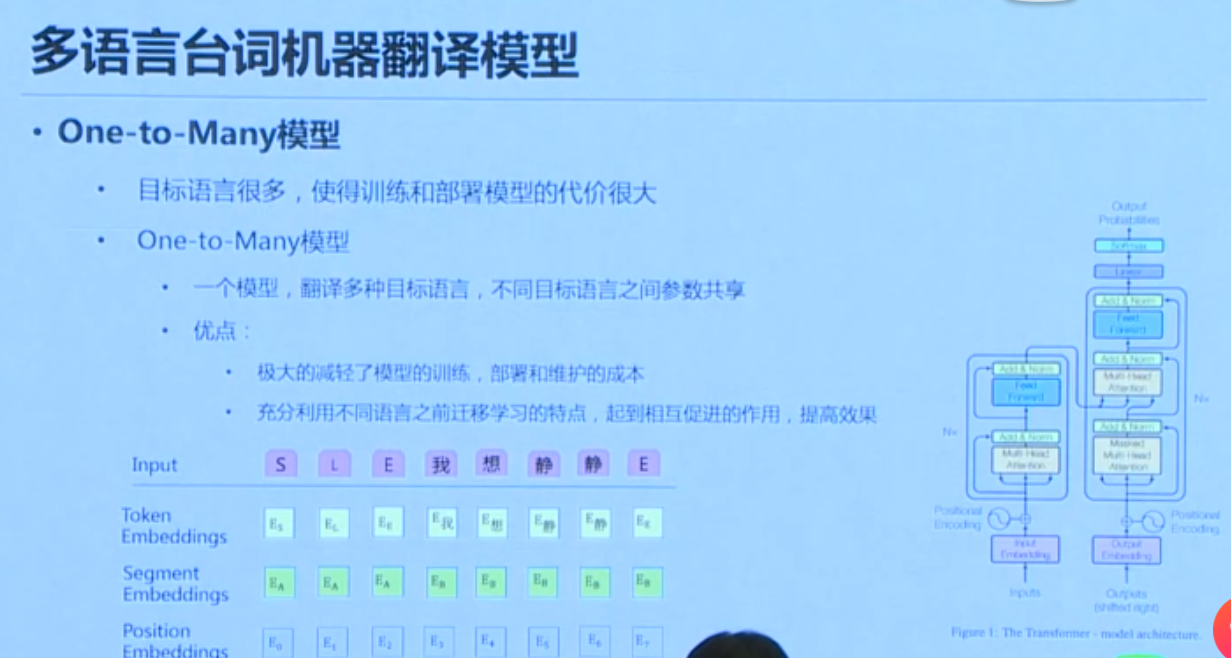 多语言台词机器翻译模型
• One-to-Many模型
• 目标语言很多，使得训练和部署模型的代价很大
• One-to-Many模型
• 一个模型，翻译多种目标语言，不同目标语言之间参数共享
• 优点：
• 极大的减轻了模型的训练，部署和维护的成本
• 充分利用不同语言之前迁移学习的特点，起到相互促进的作用，提高效果
Input S L E 我 想 静 静 E
Token Embeddings E_S E_L E_E E_我 E_想 E_静 E_静 E_E
Segment Embeddings E_A E_A E_A E_B E_B E_B E_B E_B
Position Embeddings E_0 E_1 E_2 E_3 E_4 E_5 E_6 E_7
Output
Probabilities
Softmax
Linear
Add & Norm
Feed
Forward
Add & Norm
Multi-Head
Attention
Add & Norm
Masked
Multi-Head
Attention
N×
Positional
Encoding
Output
Embedding
Outputs
(shifted right)
Add & Norm
Feed
Forward
Add & Norm
Multi-Head
Attention
N×
Positional
Encoding
Input
Embedding
Inputs
Figure 1: The Transformer - model architecture.